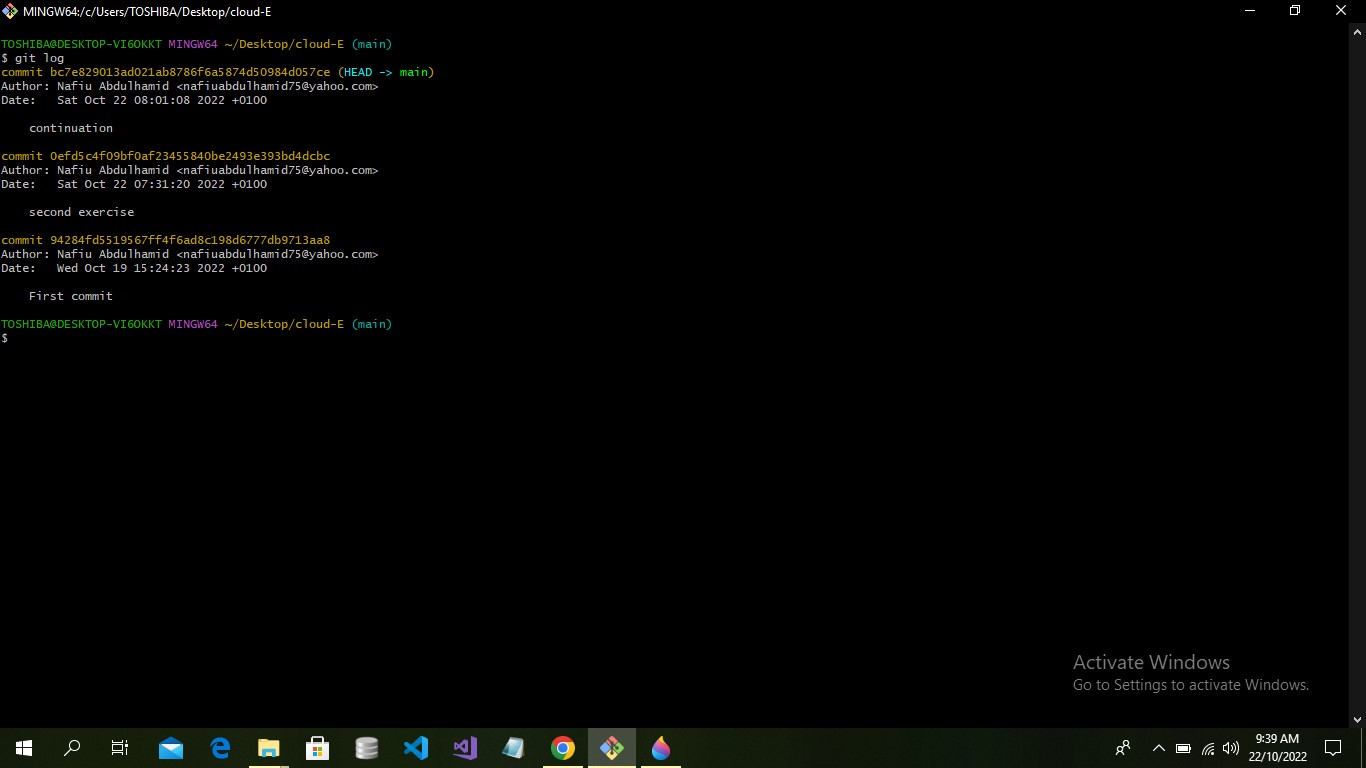 MINGW64:/c/Users/TOSHIBA/Desktop/cloud-E
TOSHIBA@DESKTOP-VI6OKKT MINGW64 ~/Desktop/cloud-E (main)
$ git log
commit bc7e829013ad021ab8786f6a5874d50984d057ce (HEAD -> main)
Author: Nafiu Abdulhamid <nafiuabdulhamid75@yahoo.com>
Date:   Sat Oct 22 08:01:08 2022 +0100
    continuation
commit 0efd5c4f09bf0af23455840be2493e393bd4dcbc
Author: Nafiu Abdulhamid <nafiuabdulhamid75@yahoo.com>
Date:   Sat Oct 22 07:31:20 2022 +0100
    second exercise
commit 94284fd5519567ff4f6ad8c198d6777db9713aa8
Author: Nafiu Abdulhamid <nafiuabdulhamid75@yahoo.com>
Date:   Wed Oct 19 15:24:23 2022 +0100
    First commit
TOSHIBA@DESKTOP-VI6OKKT MINGW64 ~/Desktop/cloud-E (main)
$
Activate Windows
Go to Settings to activate Windows.
9:39 AM
22/10/2022